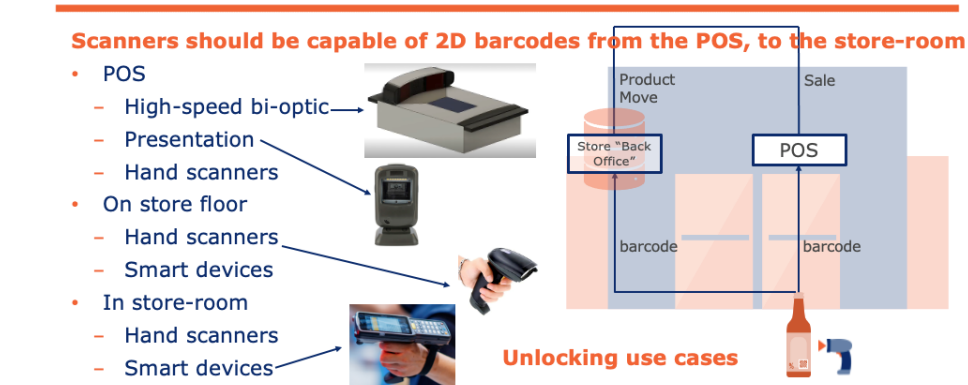 Scanners should be capable of 2D barcodes from the POS, to the store-room
• POS
– High-speed bi-optic
– Presentation
– Hand scanners
• On store floor
– Hand scanners
– Smart devices
• In store-room
– Hand scanners
– Smart devices
Product
Move
Sale
Store "Back
Office"
POS
barcode
barcode
Unlocking use cases